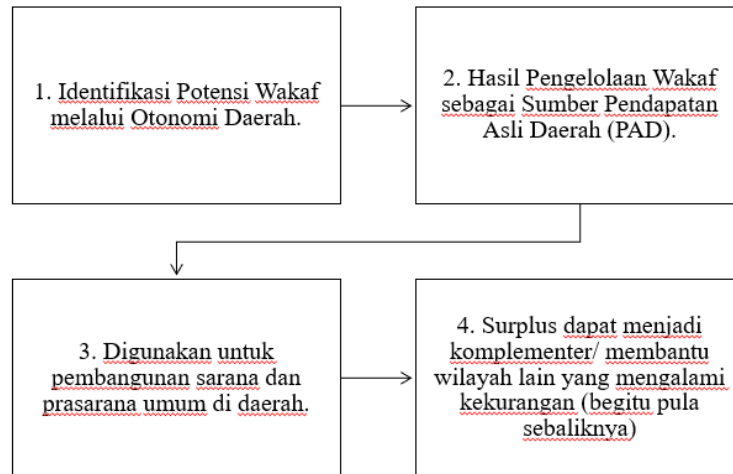 1. Identifikasi Potensi Wakaf
melalui Otonomi Daerah.
2. Hasil Pengelolaan Wakaf
sebagai Sumber Pendapatan
Asli Daerah (PAD).
3. Digunakan untuk
pembangunan sarana dan
prasarana umum di daerah.
4. Surplus dapat menjadi
komplementer/ membantu
wilayah lain yang mengalami
kekurangan (begitu pula
sebaliknya)